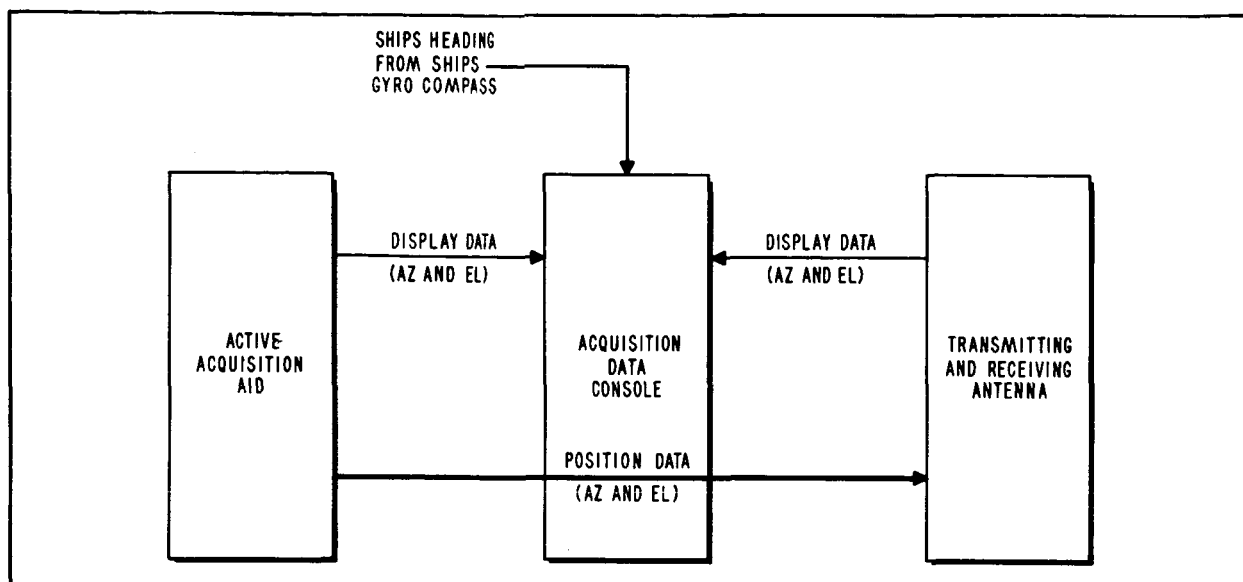 SHIPS HEADING
FROM SHIPS
GYRO COMPASS
DISPLAY DATA
(AZ AND EL)
DISPLAY DATA
(AZ AND EL)
ACTIVE
ACQUISITION
AID
ACQUISITION
DATA
CONSOLE
TRANSMITTING
AND RECEIVING
ANTENNA
POSITION DATA
(AZ AND EL)